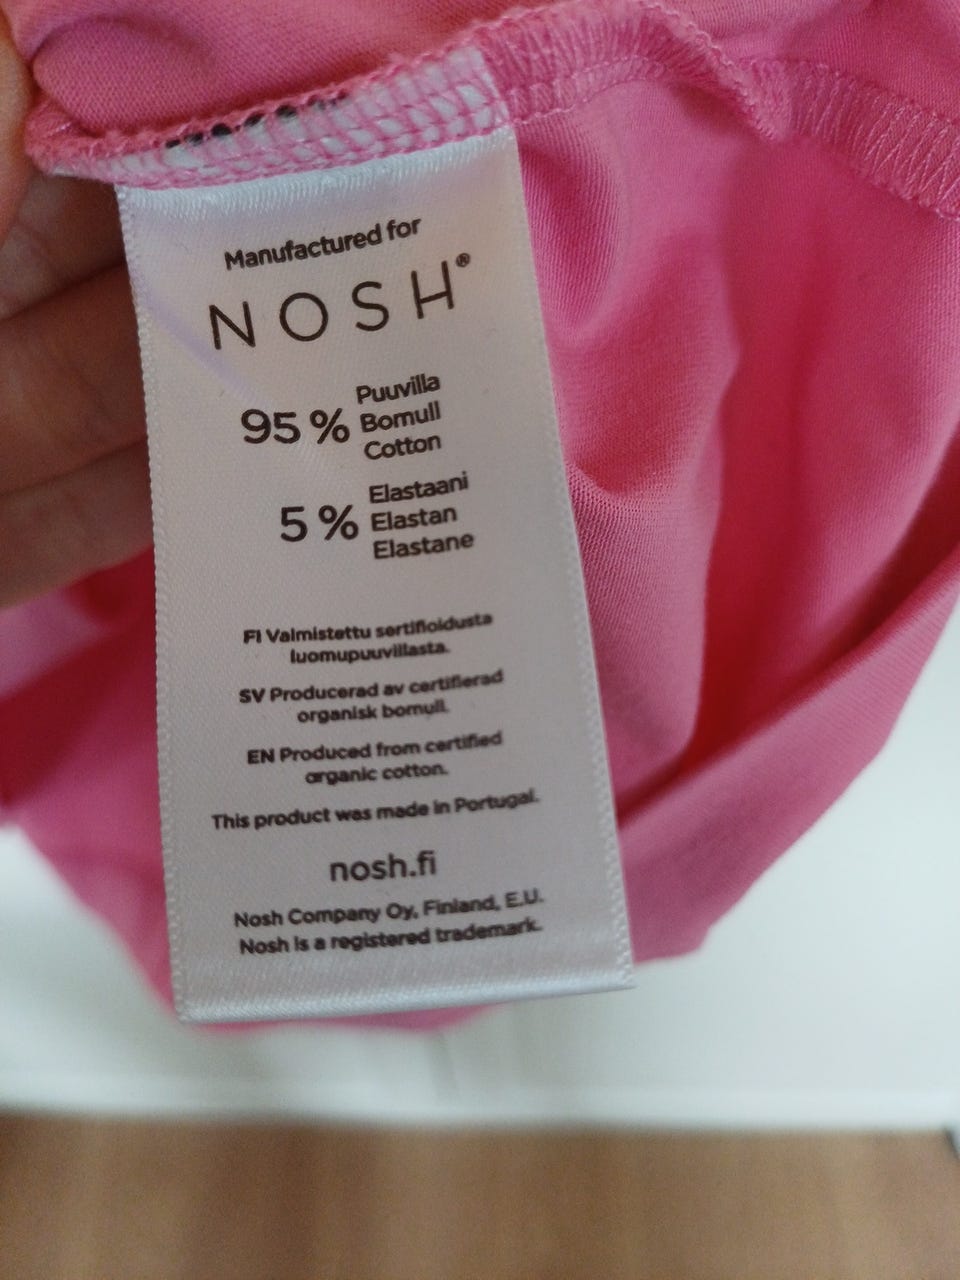 Manufactured for
NOSH®
95 % Puuvilla
Bomull
Cotton
5 % Elastaani
Elastan
Elastane
FI Valmistettu sertifioidusta
luomupuuvillasta.
SV Producerad av certifierad
organisk bomull.
EN Produced from certified
organic cotton.
This product was made in Portugal.
nosh.fi
Nosh Company Oy, Finland, E.U.
Nosh is a registered trademark.